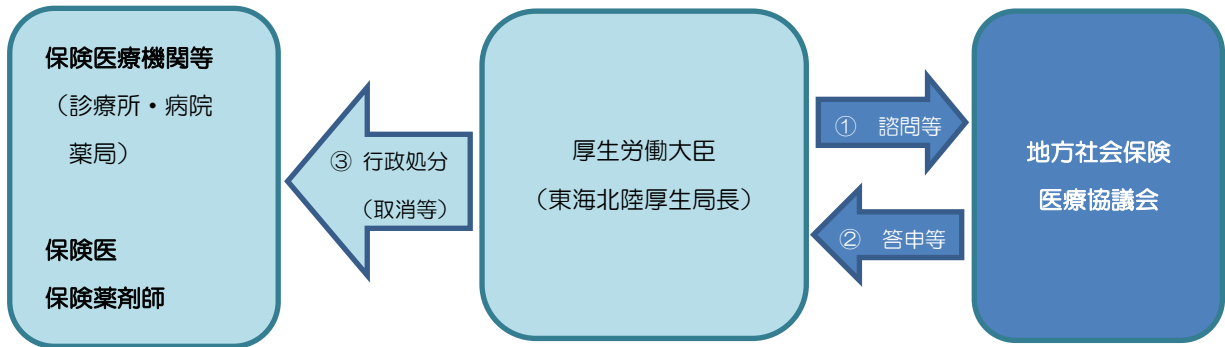 保険医療機関等
（診療所・病院
薬局）
保険医
保険薬剤師
③ 行政処分
（取消等）
厚生労働大臣
（東海北陸厚生局長）
① 諮問等
② 答申等
地方社会保険
医療協議会